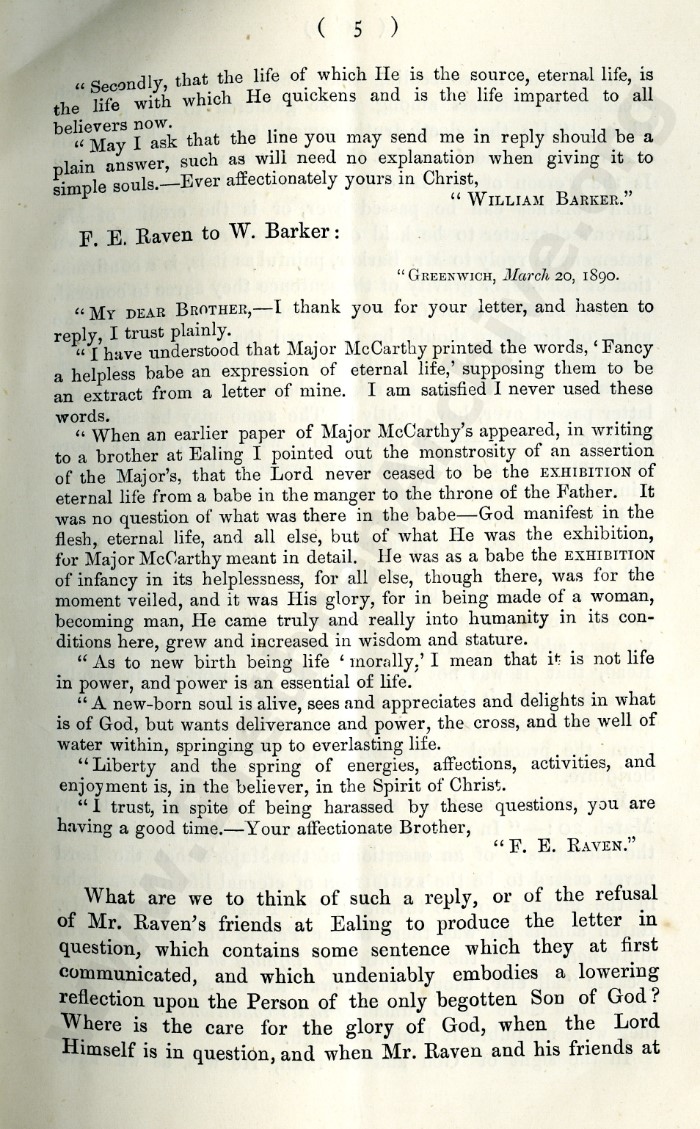 ( 5 )
“ Secondly, that the life of which He is the source, eternal life, is
the life with which He quickens and is the life imparted to all
believers now.
“ May I ask that the line you may send me in reply should be a
plain answer, such as will need no explanation when giving it to
simple souls.—Ever affectionately yours in Christ,
“ WILLIAM BARKER.”
F. E. Raven to W. Barker:
“ GREENWICH, March 20, 1890.
“ MY DEAR BROTHER,—I thank you for your letter, and hasten to
reply, I trust plainly.
“ I have understood that Major McCarthy printed the words, ‘ Fancy
a helpless babe an expression of eternal life,’ supposing them to be
an extract from a letter of mine. I am satisfied I never used these
words.
“ When an earlier paper of Major McCarthy’s appeared, in writing
to a brother at Ealing I pointed out the monstrosity of an assertion
of the Major’s, that the Lord never ceased to be the EXHIBITION of
eternal life from a babe in the manger to the throne of the Father. It
was no question of what was there in the babe—God manifest in the
flesh, eternal life, and all else, but of what He was the exhibition,
for Major McCarthy meant in detail. He was as a babe the EXHIBITION
of infancy in its helplessness, for all else, though there, was for the
moment veiled, and it was His glory, for in being made of a woman,
becoming man, He came truly and really into humanity in its con-
ditions here, grew and increased in wisdom and stature.
“ As to new birth being life ‘ morally,’ I mean that it is not life
in power, and power is an essential of life.
“ A new-born soul is alive, sees and appreciates and delights in what
is of God, but wants deliverance and power, the cross, and the well of
water within, springing up to everlasting life.
“ Liberty and the spring of energies, affections, activities, and
enjoyment is, in the believer, in the Spirit of Christ.
“ I trust, in spite of being harassed by these questions, you are
having a good time.—Your affectionate Brother,
“ F. E. RAVEN.”
What are we to think of such a reply, or of the refusal
of Mr. Raven’s friends at Ealing to produce the letter in
question, which contains some sentence which they at first
communicated, and which undeniably embodies a lowering
reflection upon the Person of the only begotten Son of God?
Where is the care for the glory of God, when the Lord
Himself is in question, and when Mr. Raven and his friends at